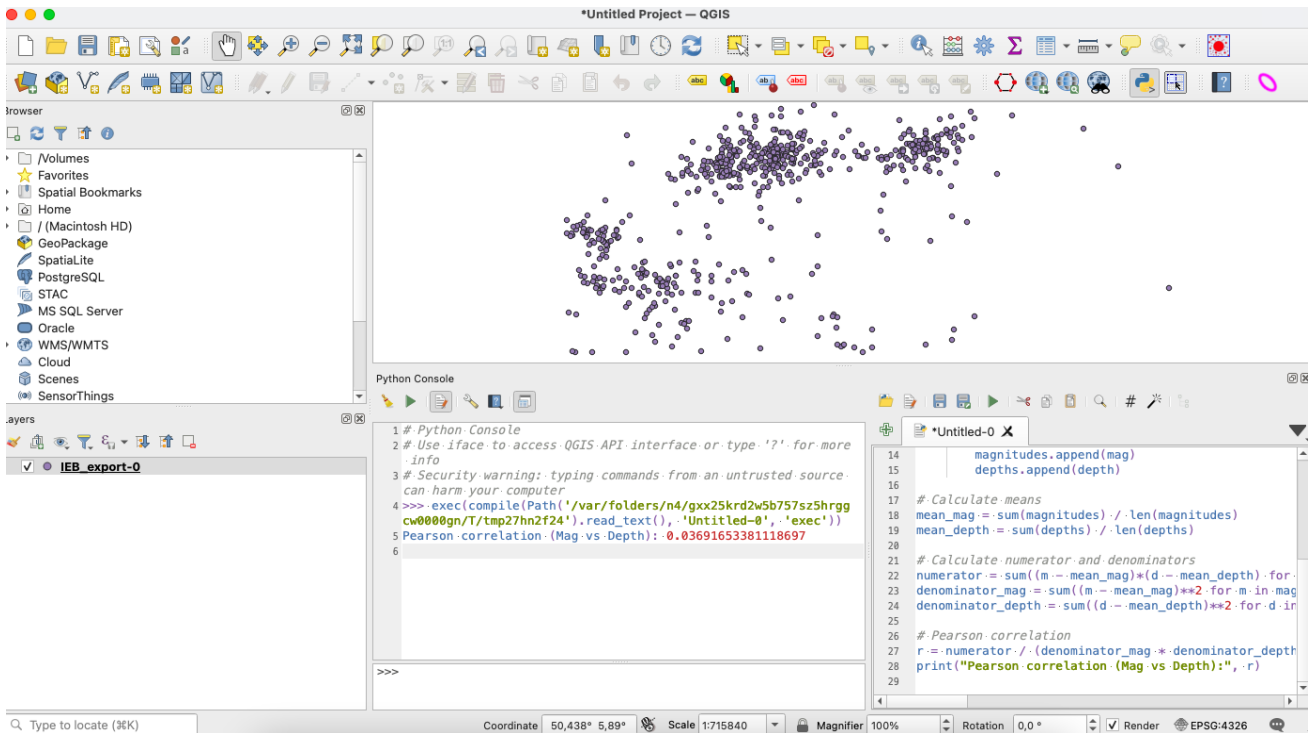 *Untitled Project — QGIS
Browser
/Volumes
Favorites
Spatial Bookmarks
Home
/ (Macintosh HD)
GeoPackage
SpatiaLite
PostgreSQL
STAC
MS SQL Server
Oracle
WMS/WMTS
Cloud
Scenes
SensorThings
Layers
IEB_export-0
Python Console
1 # Python Console
2 # Use iface to access QGIS API interface or type '?' for more
info
3 # Security warning: typing commands from an untrusted source
can harm your computer
4 >>> exec(compile(Path('/var/folders/n4/gxx25krd2w5b757sz5hrgg
cw0000gn/T/tmp27hn2f24').read_text(), 'Untitled-0', 'exec'))
5 Pearson correlation (Mag vs Depth): 0.03691653381118697
6
>>>
*Untitled-0 X
14 magnitudes.append(mag)
15 depths.append(depth)
16
17 # Calculate means
18 mean_mag = sum(magnitudes) / len(magnitudes)
19 mean_depth = sum(depths) / len(depths)
20
21 # Calculate numerator and denominators
22 numerator = sum((m - mean_mag)*(d - mean_depth) for
23 denominator_mag = sum((m - mean_mag)**2 for m in mag
24 denominator_depth = sum((d - mean_depth)**2 for d in
25
26 # Pearson correlation
27 r = numerator / (denominator_mag * denominator_depth
28 print("Pearson correlation (Mag vs Depth):", r)
29
Type to locate (⌘K)
Coordinate 50,438° 5,89° Scale 1:715840 Magnifier 100% Rotation 0,0 ° Render EPSG:4326